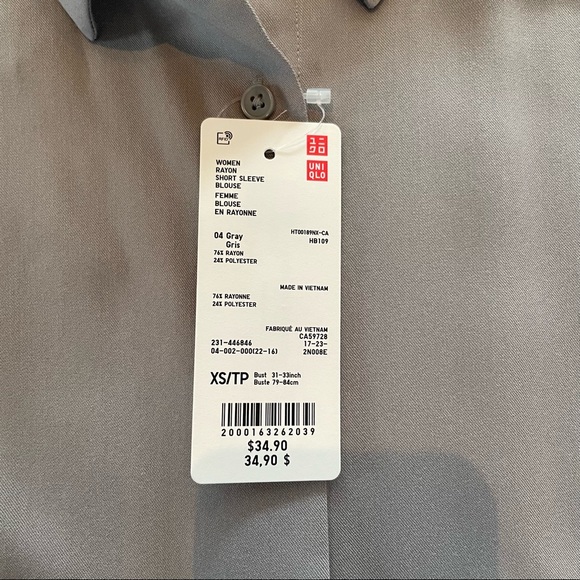 RFID
ユニ
クロ
UNI
QLO
WOMEN
RAYON
SHORT SLEEVE
BLOUSE
FEMME
BLOUSE
EN RAYONNE
04 Gray
Gris
HT00189NX-CA
HB109
76% RAYON
24% POLYESTER
MADE IN VIETNAM
76% RAYONNE
24% POLYESTER
FABRIQUÉ AU VIETNAM
CA59728
231-446846 17-23-
04-002-000(22-16) 2N008E
XS/TP Bust 31-33inch
Buste 79-84cm
2000163262039
$34.90
34,90 $